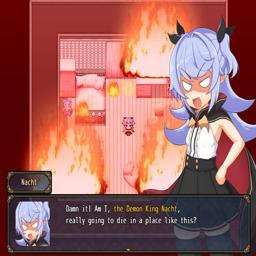 Nacht
Damn it! Am I, the Demon King Nacht,
really going to die in a place like this?